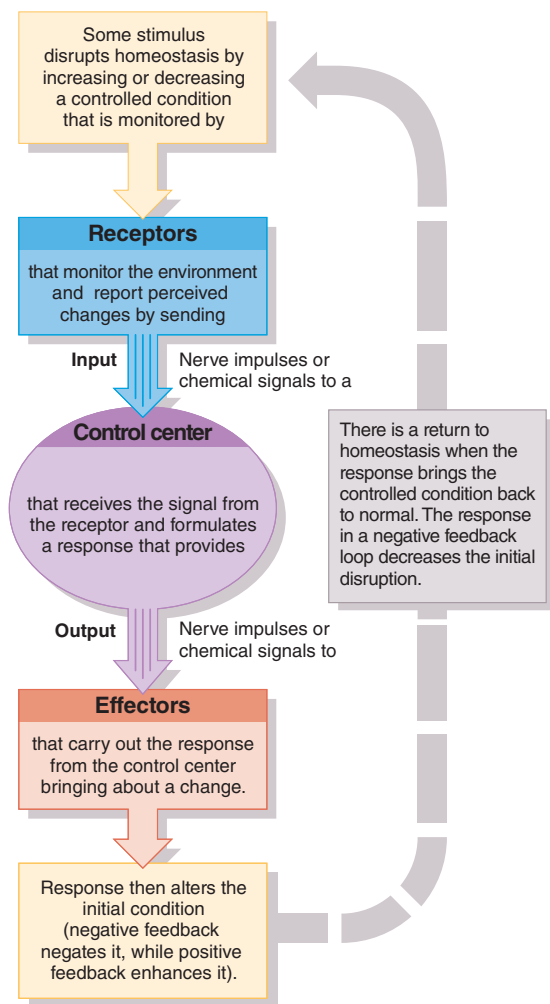 Some stimulus
disrupts homeostasis by
increasing or decreasing
a controlled condition
that is monitored by
Receptors
that monitor the environment
and report perceived
changes by sending
Input
Nerve impulses or
chemical signals to a
Control center
that receives the signal from
the receptor and formulates
a response that provides
Output
Nerve impulses or
chemical signals to
Effectors
that carry out the response
from the control center
bringing about a change.
Response then alters the
initial condition
(negative feedback
negates it, while positive
feedback enhances it).
There is a return to
homeostasis when the
response brings the
controlled condition back
to normal. The response
in a negative feedback
loop decreases the initial
disruption.